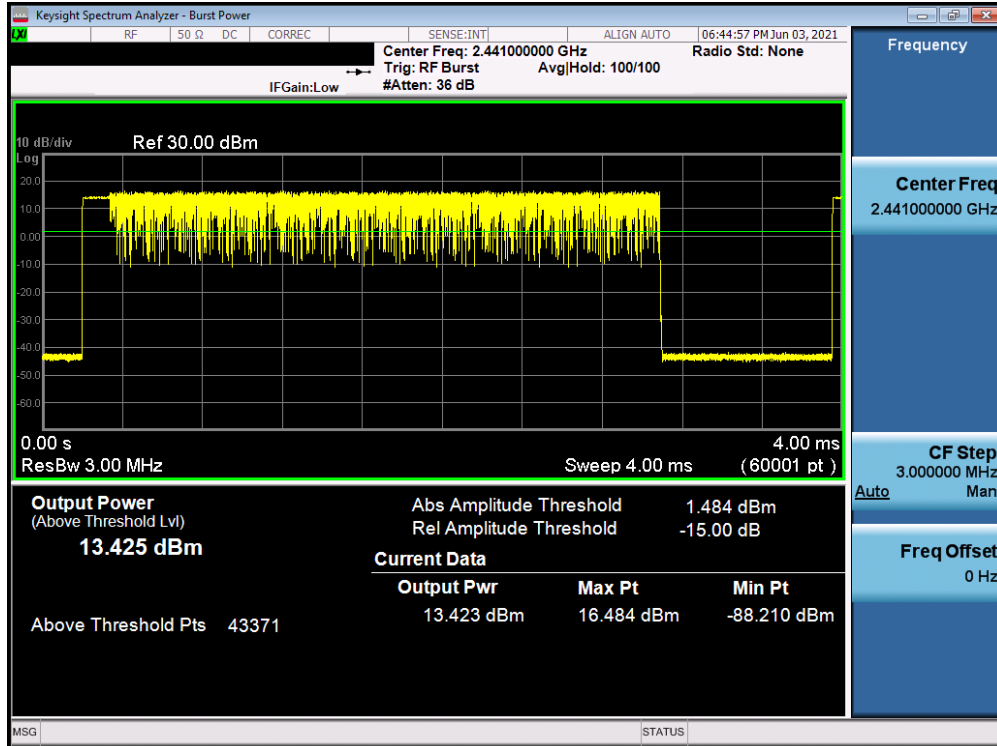 Keysight Spectrum Analyzer - Burst Power
LXI RF 50 Ω DC CORREC SENSE:INT ALIGN AUTO 06:44:57 PM Jun 03, 2021
Center Freq: 2.441000000 GHz Radio Std: None
Trig: RF Burst Avg|Hold: 100/100
IFGain:Low #Atten: 36 dB
10 dB/div Ref 30.00 dBm
Log
20.0
10.0
0.00
-10.0
-20.0
-30.0
-40.0
-50.0
-60.0
0.00 s 4.00 ms
ResBw 3.00 MHz Sweep 4.00 ms (60001 pt)
Output Power
(Above Threshold Lvl)
13.425 dBm
Above Threshold Pts 43371
Abs Amplitude Threshold 1.484 dBm
Rel Amplitude Threshold -15.00 dB
Current Data
Output Pwr Max Pt Min Pt
13.423 dBm 16.484 dBm -88.210 dBm
MSG STATUS
Frequency
Center Freq
2.441000000 GHz
CF Step
3.000000 MHz
Auto Man
Freq Offset
0 Hz